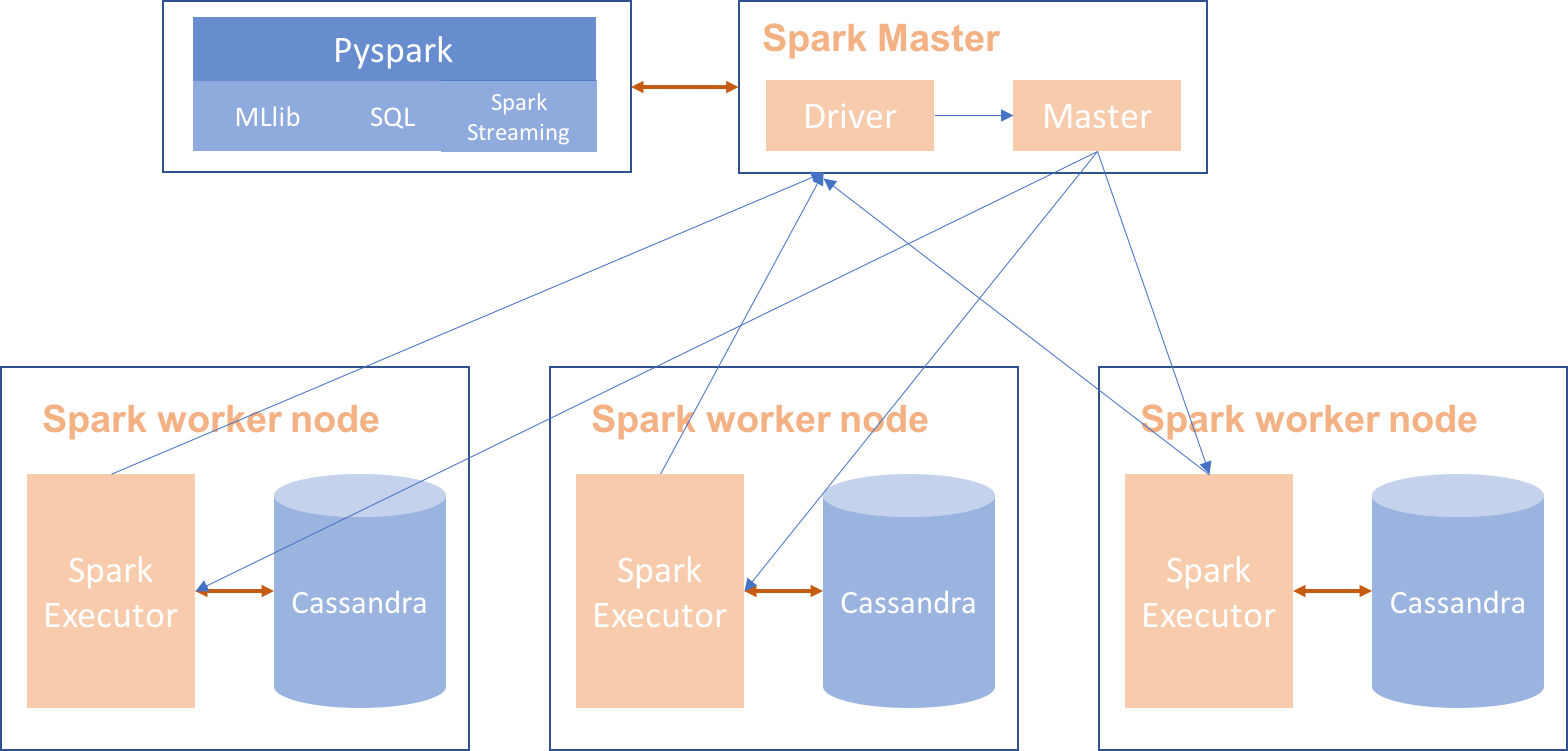 Pyspark
MLlib
SQL
Spark
Streaming
Spark Master
Driver
Master
Spark worker node
Spark
Executor
Cassandra
Spark worker node
Spark
Executor
Cassandra
Spark worker node
Spark
Executor
Cassandra